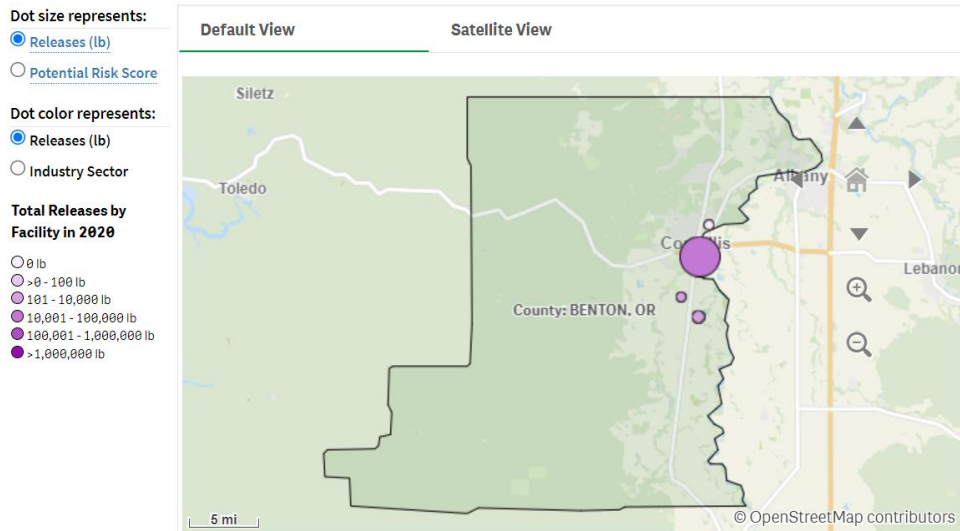 Dot size represents:
Releases (lb)
Potential Risk Score
Dot color represents:
Releases (lb)
Industry Sector
Total Releases by
Facility in 2020
0 lb
>0 - 100 lb
101 - 10,000 lb
10,001 - 100,000 lb
100,001 - 1,000,000 lb
>1,000,000 lb
Default View
Satellite View
Siletz
Toledo
Albany
Lebanon
County: BENTON, OR
5 mi
© OpenStreetMap contributors